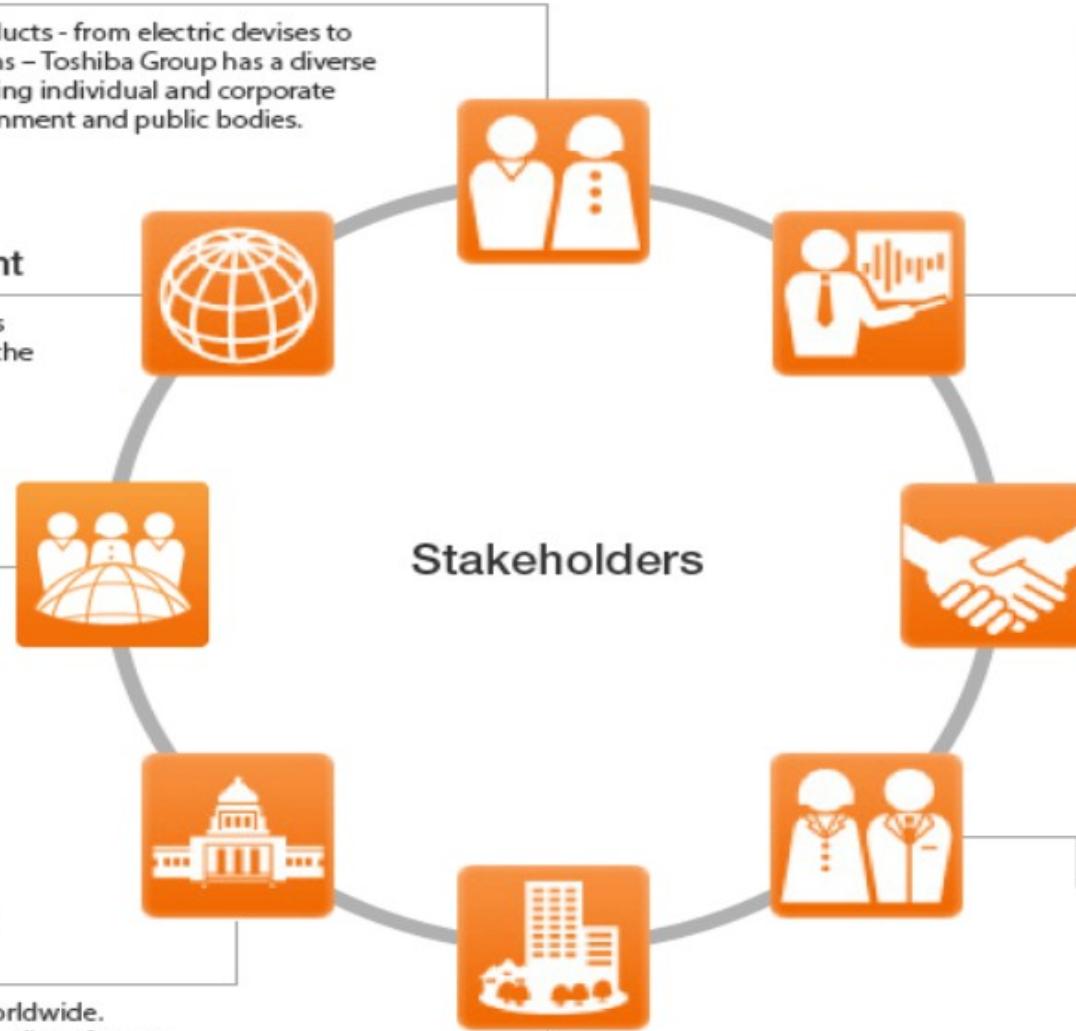 ducts - from electric devises to
ns – Toshiba Group has a diverse
ing individual and corporate
nment and public bodies.
nt
s
the
Stakeholders
orldwide.